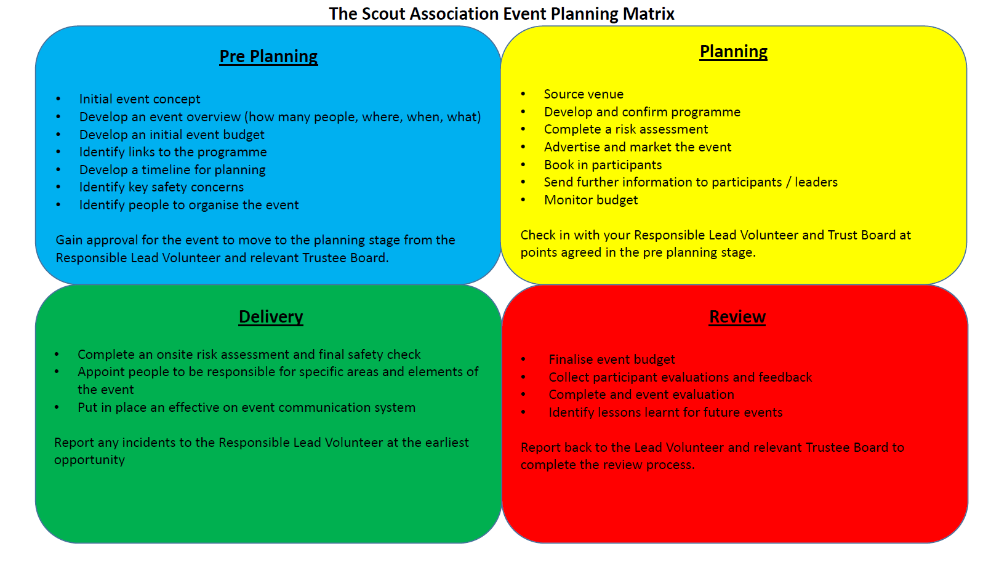 The Scout Association Event Planning Matrix
Pre Planning
• Initial event concept
• Develop an event overview (how many people, where, when, what)
• Develop an initial event budget
• Identify links to the programme
• Develop a timeline for planning
• Identify key safety concerns
• Identify people to organise the event
Gain approval for the event to move to the planning stage from the
Responsible Lead Volunteer and relevant Trustee Board.
Planning
• Source venue
• Develop and confirm programme
• Complete a risk assessment
• Advertise and market the event
• Book in participants
• Send further information to participants / leaders
• Monitor budget
Check in with your Responsible Lead Volunteer and Trust Board at
points agreed in the pre planning stage.
Delivery
• Complete an onsite risk assessment and final safety check
• Appoint people to be responsible for specific areas and elements of
the event
• Put in place an effective on event communication system
Report any incidents to the Responsible Lead Volunteer at the earliest
opportunity
Review
• Finalise event budget
• Collect participant evaluations and feedback
• Complete and event evaluation
• Identify lessons learnt for future events
Report back to the Lead Volunteer and relevant Trustee Board to
complete the review process.